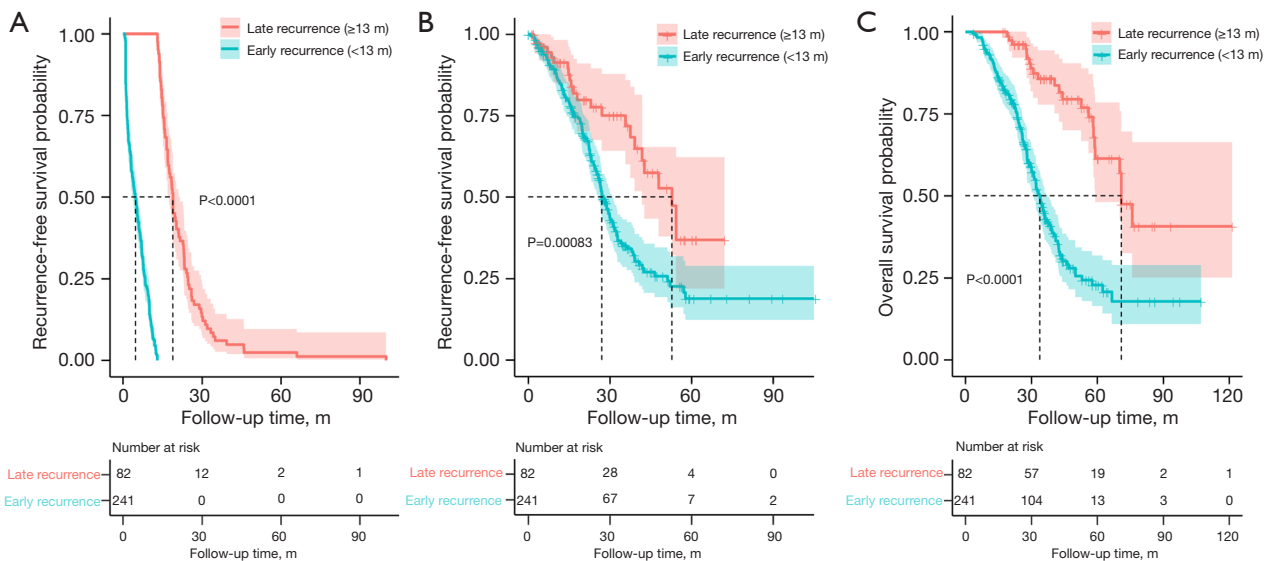 A
Late recurrence (≥13 m)
Early recurrence (<13 m)
Recurrence-free survival probability
1.00
0.75
0.50
0.25
0.00
P<0.0001
0 30 60 90
Follow-up time, m
Number at risk
Late recurrence 82 12 2 1
Early recurrence 241 0 0 0
0 30 60 90
Follow-up time, m
B
Late recurrence (≥13 m)
Early recurrence (<13 m)
Recurrence-free survival probability
1.00
0.75
0.50
0.25
0.00
P=0.00083
0 30 60 90
Follow-up time, m
Number at risk
Late recurrence 82 28 4 0
Early recurrence 241 67 7 2
0 30 60 90
Follow-up time, m
C
Late recurrence (≥13 m)
Early recurrence (<13 m)
Overall survival probability
1.00
0.75
0.50
0.25
0.00
P<0.0001
0 30 60 90 120
Follow-up time, m
Number at risk
Late recurrence 82 57 19 2 1
Early recurrence 241 104 13 3 0
0 30 60 90 120
Follow-up time, m